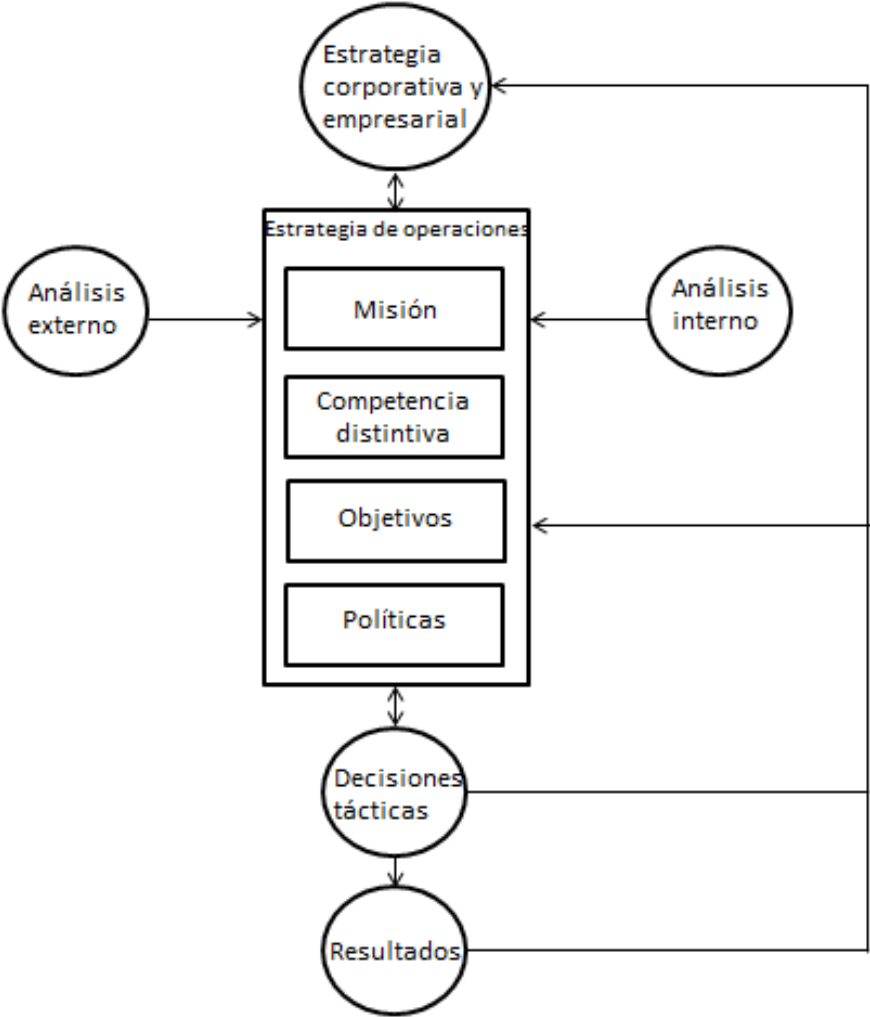 Estrategia
corporativa y
empresarial
Estrategia de operaciones
Análisis
externo
Misión
Análisis
interno
Competencia
distintiva
Objetivos
Políticas
Decisiones
tácticas
Resultados